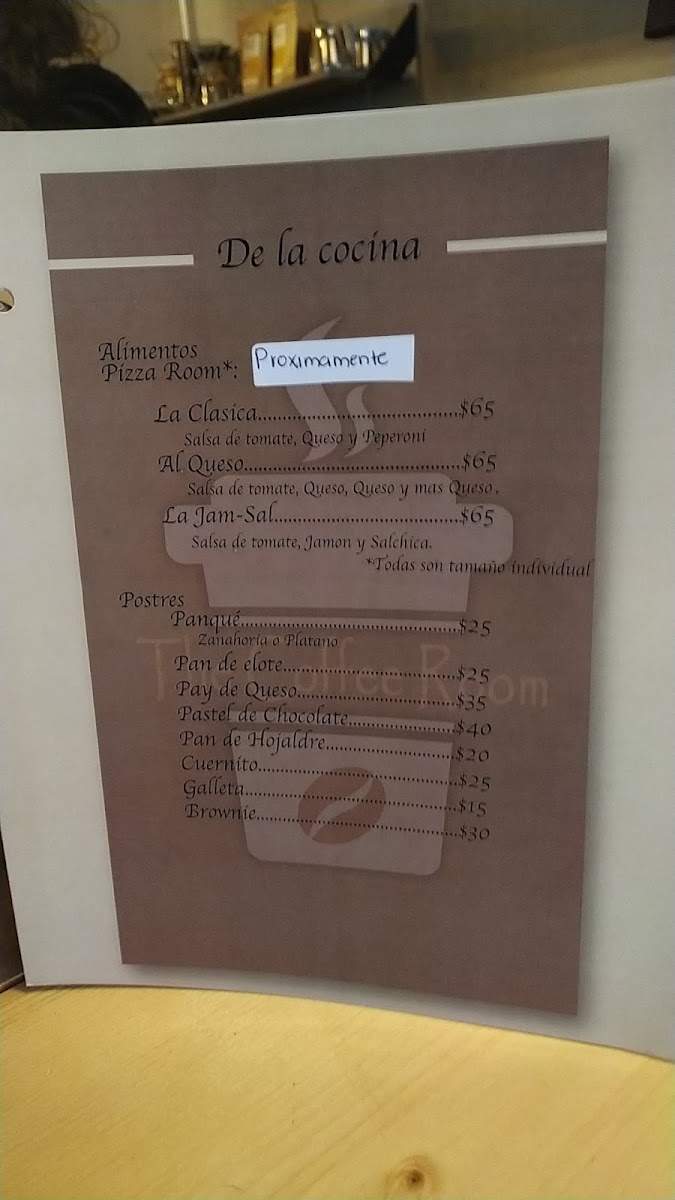 De la cocina
Alimentos
Pizza Room*: Proximamente
La Clasica..........................................$65
Salsa de tomate, Queso y Peperoni
Al Queso.............................................$65
Salsa de tomate, Queso, Queso y mas Queso.
La Jam-Sal.......................................$65
Salsa de tomate, Jamon y Salchica.
*Todas son tamaño individual
Postres
Panqué.............................................$25
Zanahoria o Platano
Pan de elote....................................$25
Pay de Queso.................................$35
Pastel de Chocolate......................$40
Pan de Hojaldre...........................$20
Cuernito.........................................$25
Galleta............................................$15
Brownie..........................................$30
The Coffee Room